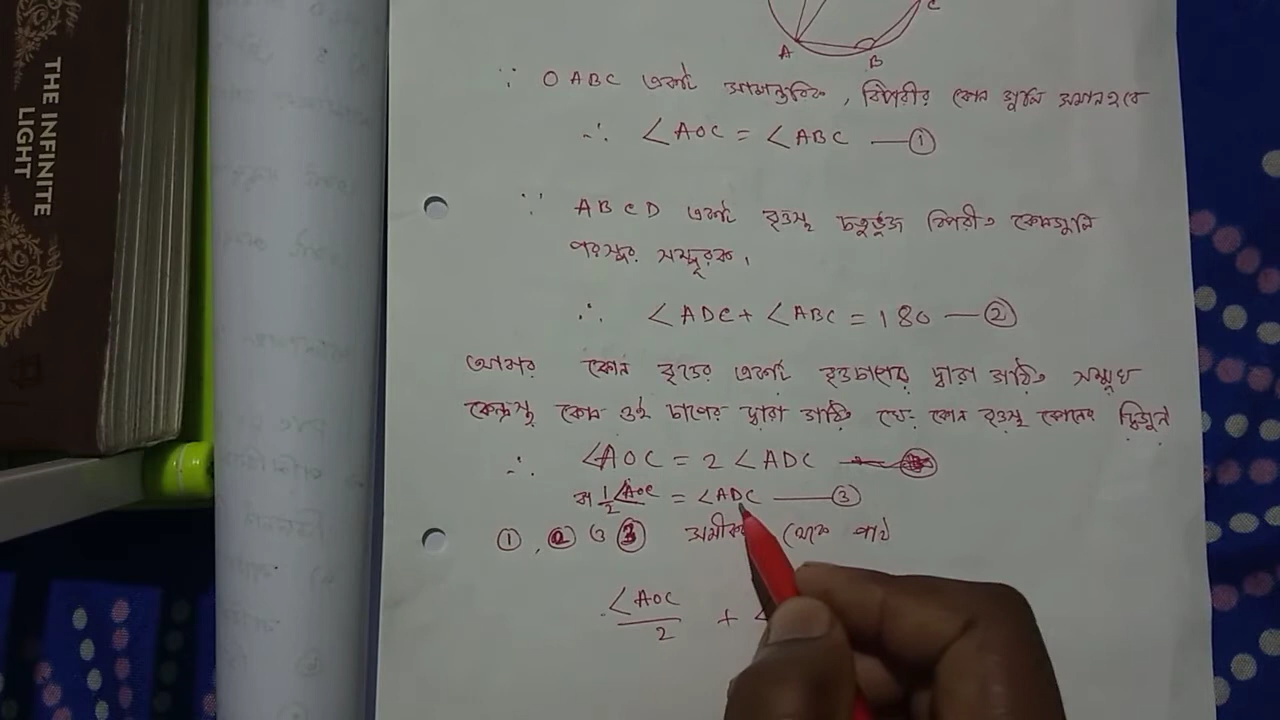 THE INFINITE
LIGHT
C
A
B
∵ OABC একটি সামান্তরিক, বিপরীত কোন গুলি সমান হবে
∴ ∠AOC = ∠ABC —①
∵ ABCD একটি বৃত্তস্থ চতুর্ভুজ বিপরীত কোনগুলি
পরস্পর সম্পূরক।
∴ ∠ADC + ∠ABC = 180 —②
আমরা কোন বৃত্তের একটি বৃত্তচাপের দ্বারা গঠিত সম্মুখ
কেন্দ্রস্থ কোন ওই চাপের দ্বারা গঠিত যে কোন বৃত্তস্থ কোনের দ্বিগুন
∴ ∠AOC = 2 ∠ADC
বা 1/2 ∠AOC = ∠ADC —③
①, ② ও ③ থেকে পাই
∠AOC/2 + ∠